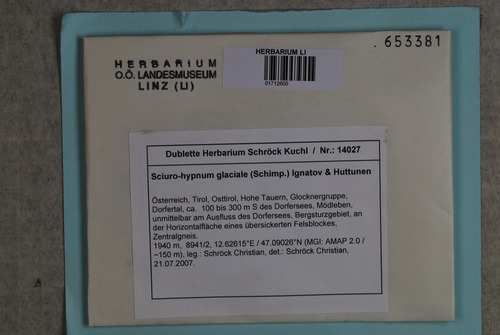 . 653381
HERBARIUM
O.Ö. LANDESMUSEUM
LINZ (LI)
HERBARIUM LI
01712605
Dublette Herbarium Schröck Kuchl / Nr.: 14027
Sciuro-hypnum glaciale (Schimp.) Ignatov & Huttunen
Österreich, Tirol, Osttirol, Hohe Tauern, Glocknergruppe,
Dorfertal, ca. 100 bis 300 m S des Dorfersees, Mödleben,
unmittelbar am Ausfluss des Dorfersees, Bergsturzgebiet, an
der Horizontalfläche eines übersickerten Felsblockes,
Zentralgneis.
1940 m, 8941/2, 12.62615°E / 47.09026°N (MGI: AMAP 2.0 /
~150 m), leg.: Schröck Christian, det.: Schröck Christian,
21.07.2007.